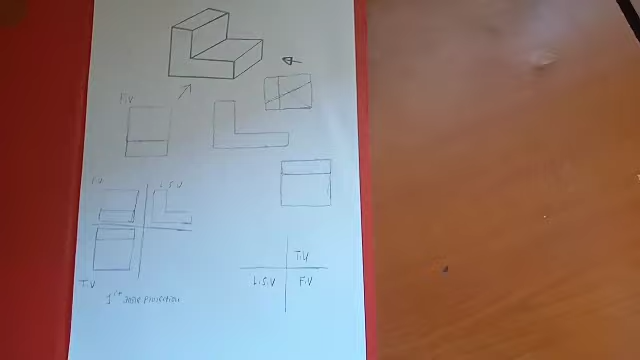 F.V
F.V
L.S.V
T.V
T.V
L.S.V F.V
1st angle projection